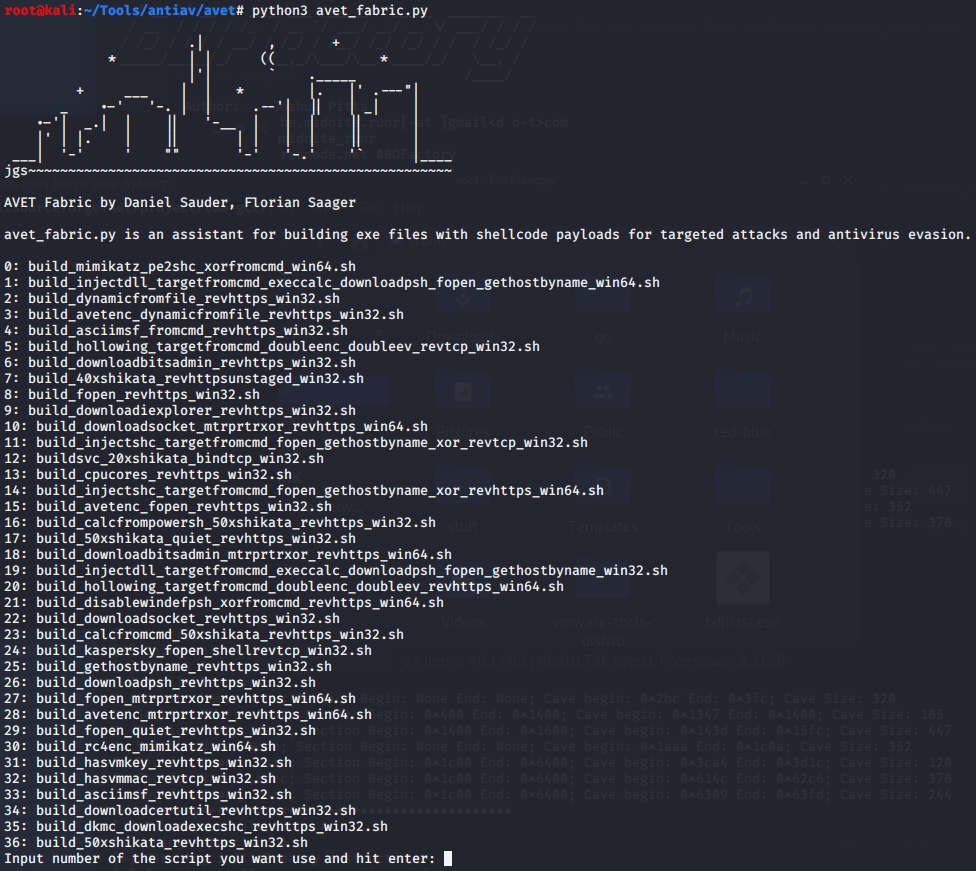 root@kali:~/Tools/antiav/avet# python3 avet_fabric.py
jgs~~~~~~~~~~~~~~~~~~~~~~~~~~~~~~~~~~~~~~~~~~~~~~~~~~~~~
AVET Fabric by Daniel Sauder, Florian Saager
avet_fabric.py is an assistant for building exe files with shellcode payloads for targeted attacks and antivirus evasion.
0: build_mimikatz_pe2shc_xorfromcmd_win64.sh
1: build_injectdll_targetfromcmd_execcalc_downloadpsh_fopen_gethostbyname_win64.sh
2: build_dynamicfromfile_revhttps_win32.sh
3: build_avetenc_dynamicfromfile_revhttps_win32.sh
4: build_asciimsf_fromcmd_revhttps_win32.sh
5: build_hollowing_targetfromcmd_doubleenc_doubleev_revtcp_win32.sh
6: build_downloadbitsadmin_revhttps_win32.sh
7: build_40xshikata_revhttpsunstaged_win32.sh
8: build_fopen_revhttps_win32.sh
9: build_downloadiexplorer_revhttps_win32.sh
10: build_downloadsocket_mtrprtrxor_revhttps_win64.sh
11: build_injectshc_targetfromcmd_fopen_gethostbyname_xor_revtcp_win32.sh
12: buildsvc_20xshikata_bindtcp_win32.sh
13: build_cpucores_revhttps_win32.sh
14: build_injectshc_targetfromcmd_fopen_gethostbyname_xor_revhttps_win64.sh
15: build_avetenc_fopen_revhttps_win32.sh
16: build_calcfrompowersh_50xshikata_revhttps_win32.sh
17: build_50xshikata_quiet_revhttps_win32.sh
18: build_downloadbitsadmin_mtrprtrxor_revhttps_win64.sh
19: build_injectdll_targetfromcmd_execcalc_downloadpsh_fopen_gethostbyname_win32.sh
20: build_hollowing_targetfromcmd_doubleenc_doubleev_revhttps_win64.sh
21: build_disablewindefpsh_xorfromcmd_revhttps_win64.sh
22: build_downloadsocket_revhttps_win32.sh
23: build_calcfromcmd_50xshikata_revhttps_win32.sh
24: build_kaspersky_fopen_shellrevtcp_win32.sh
25: build_gethostbyname_revhttps_win32.sh
26: build_downloadpsh_revhttps_win32.sh
27: build_fopen_mtrprtrxor_revhttps_win64.sh
28: build_avetenc_mtrprtrxor_revhttps_win64.sh
29: build_fopen_quiet_revhttps_win32.sh
30: build_rc4enc_mimikatz_win64.sh
31: build_hasvmkey_revhttps_win32.sh
32: build_hasvmmac_revtcp_win32.sh
33: build_asciimsf_revhttps_win32.sh
34: build_downloadcertutil_revhttps_win32.sh
35: build_dkmc_downloadexecshc_revhttps_win32.sh
36: build_50xshikata_revhttps_win32.sh
Input number of the script you want use and hit enter: